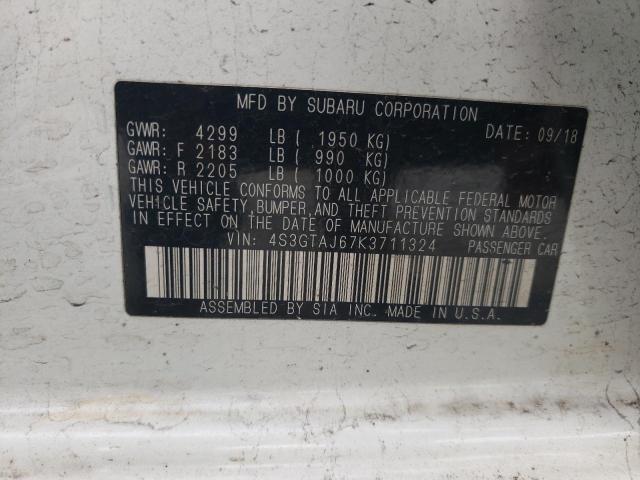 MFD BY SUBARU CORPORATION
GVWR: 4299 LB ( 1950 KG) DATE: 09/18
GAWR: F 2183 LB ( 990 KG)
GAWR: R 2205 LB ( 1000 KG)
THIS VEHICLE CONFORMS TO ALL APPLICABLE FEDERAL MOTOR
VEHICLE SAFETY, BUMPER, AND THEFT PREVENTION STANDARDS
IN EFFECT ON THE DATE OF MANUFACTURE SHOWN ABOVE.
VIN: 4S3GTAJ67K3711324 PASSENGER CAR
ASSEMBLED BY SIA INC. MADE IN U.S.A.